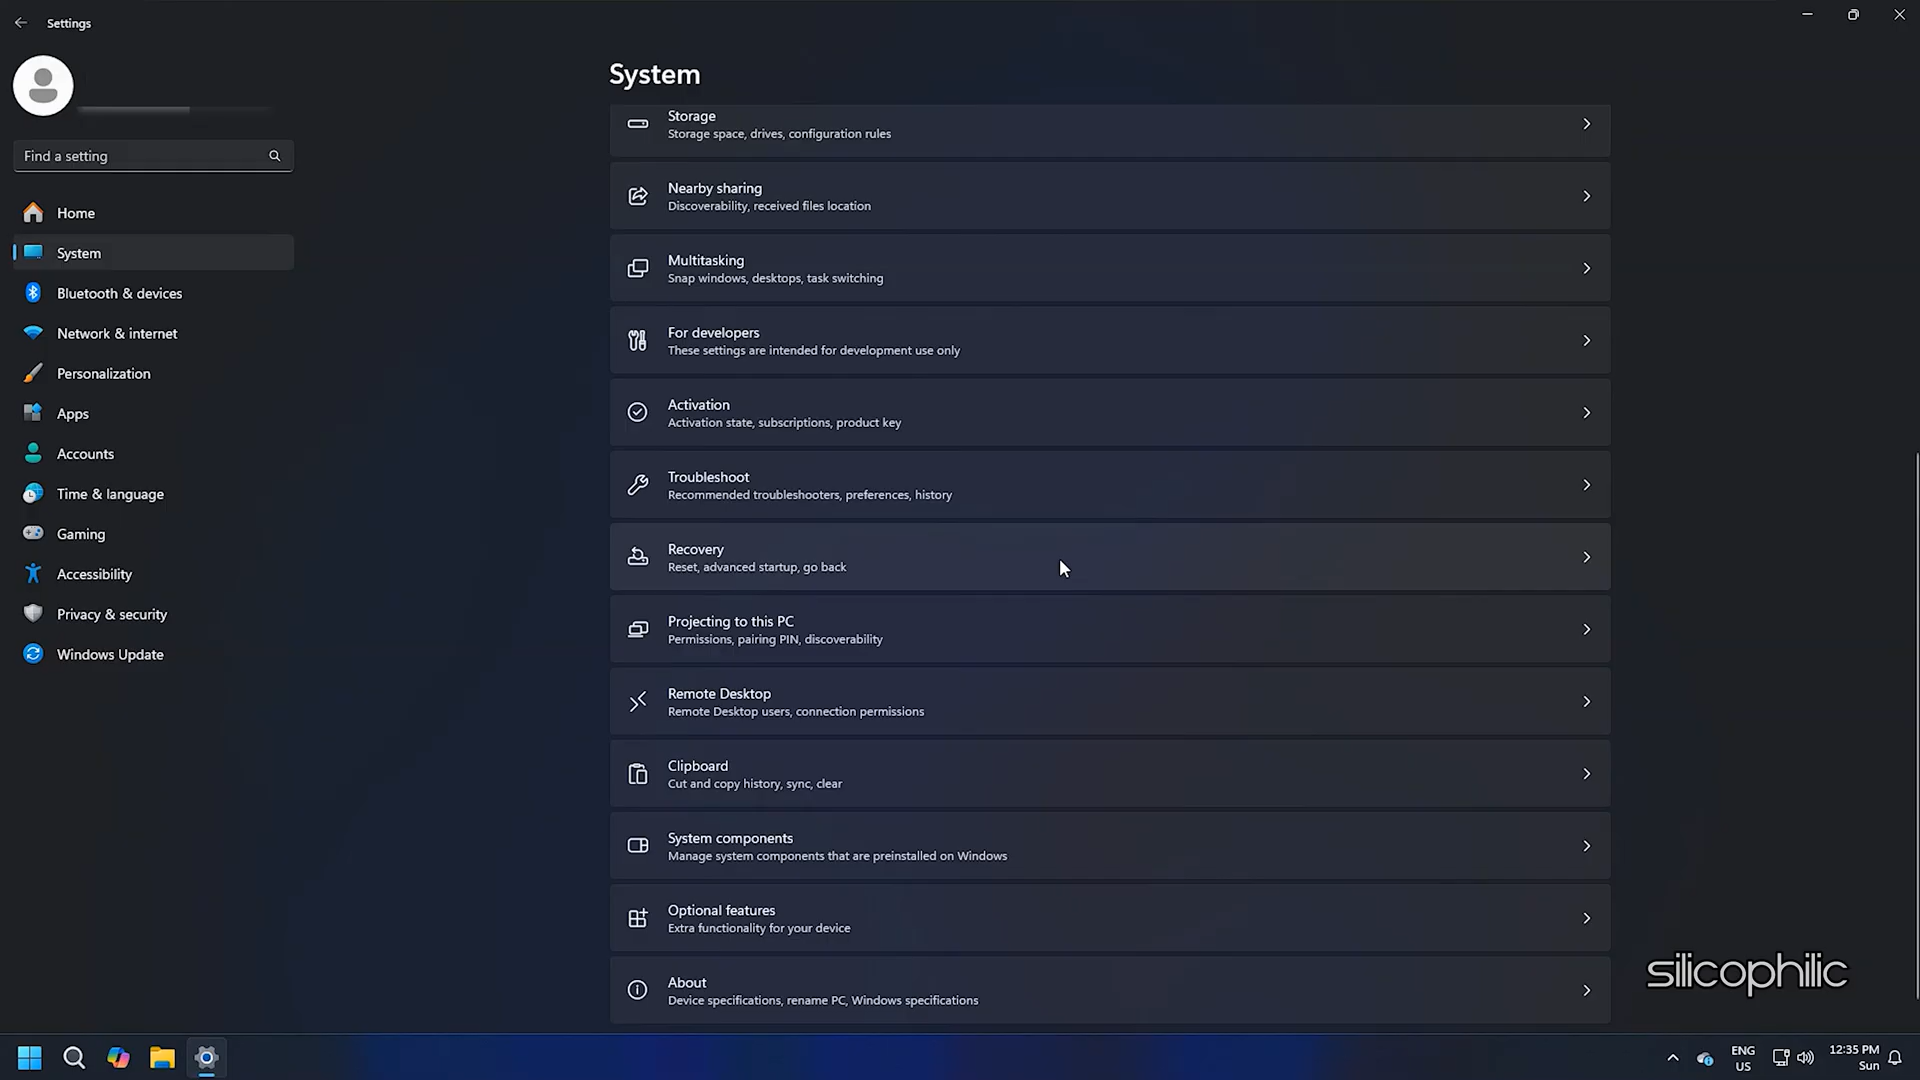 Settings
Find a setting
Home
System
Bluetooth & devices
Network & internet
Personalization
Apps
Accounts
Time & language
Gaming
Accessibility
Privacy & security
Windows Update
System
Storage
Storage space, drives, configuration rules
Nearby sharing
Discoverability, received files location
Multitasking
Snap windows, desktops, task switching
For developers
These settings are intended for development use only
Activation
Activation state, subscriptions, product key
Troubleshoot
Recommended troubleshooters, preferences, history
Recovery
Reset, advanced startup, go back
Projecting to this PC
Permissions, pairing PIN, discoverability
Remote Desktop
Remote Desktop users, connection permissions
Clipboard
Cut and copy history, sync, clear
System components
Manage system components that are preinstalled on Windows
Optional features
Extra functionality for your device
About
Device specifications, rename PC, Windows specifications
silicophilic
ENG
US
12:35 PM
Sun